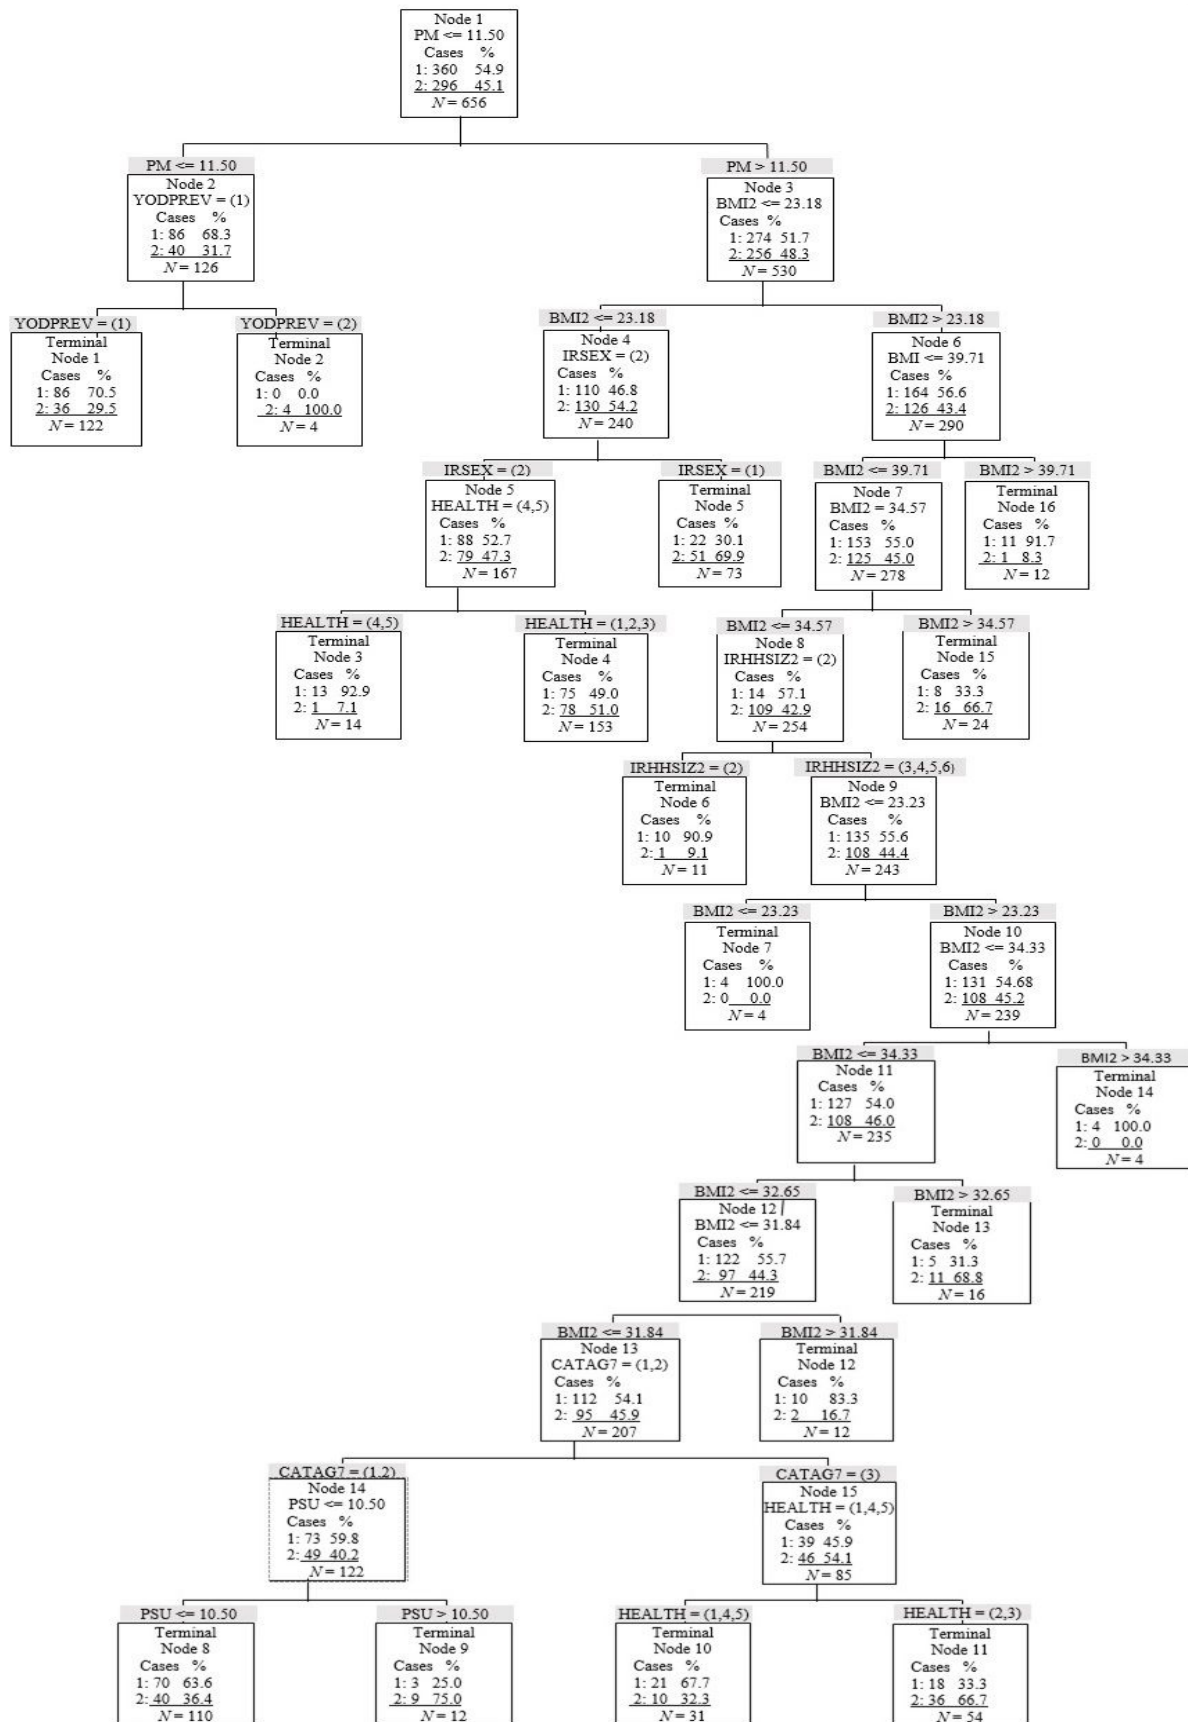 Node 1
PM <= 11.50
Cases %
1: 360 54.9
2: 296 45.1
N = 656
PM <= 11.50
Node 2
YODPREV = (1)
Cases %
1: 86 68.3
2: 40 31.7
N = 126
PM > 11.50
Node 3
BMI2 <= 23.18
Cases %
1: 274 51.7
2: 256 48.3
N = 530
YODPREV = (1)
Terminal
Node 1
Cases %
1: 86 70.5
2: 36 29.5
N = 122
YODPREV = (2)
Terminal
Node 2
Cases %
1: 0 0.0
2: 4 100.0
N = 4
BMI2 <= 23.18
Node 4
IRSEX = (2)
Cases %
1: 110 46.8
2: 130 54.2
N = 240
BMI2 > 23.18
Node 6
BMI <= 39.71
Cases %
1: 164 56.6
2: 126 43.4
N = 290
IRSEX = (2)
Node 5
HEALTH = (4,5)
Cases %
1: 88 52.7
2: 79 47.3
N = 167
IRSEX = (1)
Terminal
Node 5
Cases %
1: 22 30.1
2: 51 69.9
N = 73
BMI2 <= 39.71
Node 7
BMI2 = 34.57
Cases %
1: 153 55.0
2: 125 45.0
N = 278
BMI2 > 39.71
Terminal
Node 16
Cases %
1: 11 91.7
2: 1 8.3
N = 12
HEALTH = (4,5)
Terminal
Node 3
Cases %
1: 13 92.9
2: 1 7.1
N = 14
HEALTH = (1,2,3)
Terminal
Node 4
Cases %
1: 75 49.0
2: 78 51.0
N = 153
BMI2 <= 34.57
Node 8
IRHHSIZ2 = (2)
Cases %
1: 14 57.1
2: 109 42.9
N = 254
BMI2 > 34.57
Terminal
Node 15
Cases %
1: 8 33.3
2: 16 66.7
N = 24
IRHHSIZ2 = (2)
Terminal
Node 6
Cases %
1: 10 90.9
2: 1 9.1
N = 11
IRHHSIZ2 = (3,4,5,6)
Node 9
BMI2 <= 23.23
Cases %
1: 135 55.6
2: 108 44.4
N = 243
BMI2 <= 23.23
Terminal
Node 7
Cases %
1: 4 100.0
2: 0 0.0
N = 4
BMI2 > 23.23
Node 10
BMI2 <= 34.33
Cases %
1: 131 54.68
2: 108 45.2
N = 239
BMI2 <= 34.33
Node 11
Cases %
1: 127 54.0
2: 108 46.0
N = 235
BMI2 > 34.33
Terminal
Node 14
Cases %
1: 4 100.0
2: 0 0.0
N = 4
BMI2 <= 32.65
Node 12
BMI2 <= 31.84
Cases %
1: 122 55.7
2: 97 44.3
N = 219
BMI2 > 32.65
Terminal
Node 13
Cases %
1: 5 31.3
2: 11 68.8
N = 16
BMI2 <= 31.84
Node 13
CATAG7 = (1,2)
Cases %
1: 112 54.1
2: 95 45.9
N = 207
BMI2 > 31.84
Terminal
Node 12
Cases %
1: 10 83.3
2: 2 16.7
N = 12
CATAG7 = (1,2)
Node 14
PSU <= 10.50
Cases %
1: 73 59.8
2: 49 40.2
N = 122
CATAG7 = (3)
Node 15
HEALTH = (1,4,5)
Cases %
1: 39 45.9
2: 46 54.1
N = 85
PSU <= 10.50
Terminal
Node 8
Cases %
1: 70 63.6
2: 40 36.4
N = 110
PSU > 10.50
Terminal
Node 9
Cases %
1: 3 25.0
2: 9 75.0
N = 12
HEALTH = (1,4,5)
Terminal
Node 10
Cases %
1: 21 67.7
2: 10 32.3
N = 31
HEALTH = (2,3)
Terminal
Node 11
Cases %
1: 18 33.3
2: 36 66.7
N = 54